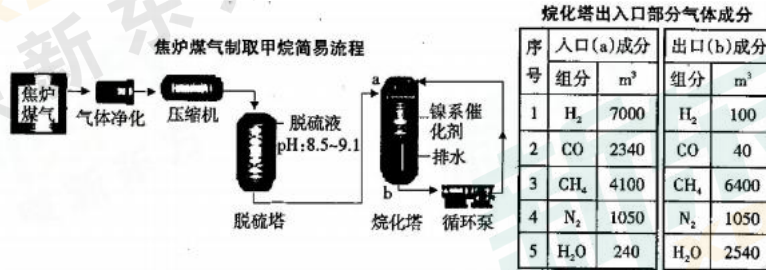 焦炉煤气制取甲烷简易流程
焦炉
煤气
气体净化
压缩机
脱硫液
pH:8.5~9.1
脱硫塔
a
镍系催
化剂
排水
b
烷化塔
循环泵
烷化塔出入口部分气体成分
序号 入口(a)成分 出口(b)成分
组分 m³ 组分 m³
1 H₂ 7000 H₂ 100
2 CO 2340 CO 40
3 CH₄ 4100 CH₄ 6400
4 N₂ 1050 N₂ 1050
5 H₂O 240 H₂O 2540